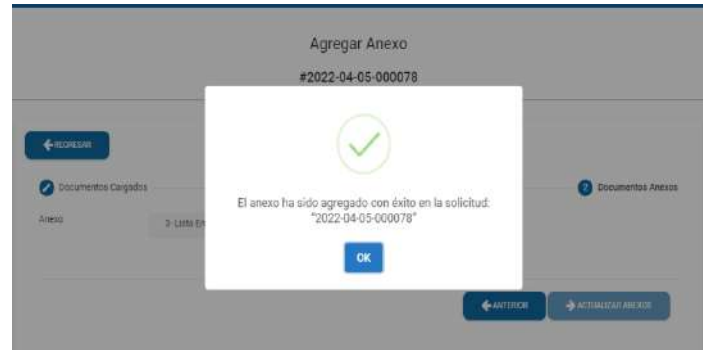 Agregar Anexo
#2022-04-05-000078
REGRESAR
Documentos Cargados
2 Documentos Anexos
El anexo ha sido agregado con éxito en la solicitud:
"2022-04-05-000078"
Anexo
OK
ANTERIOR
ACTUALIZAR ANEXOS